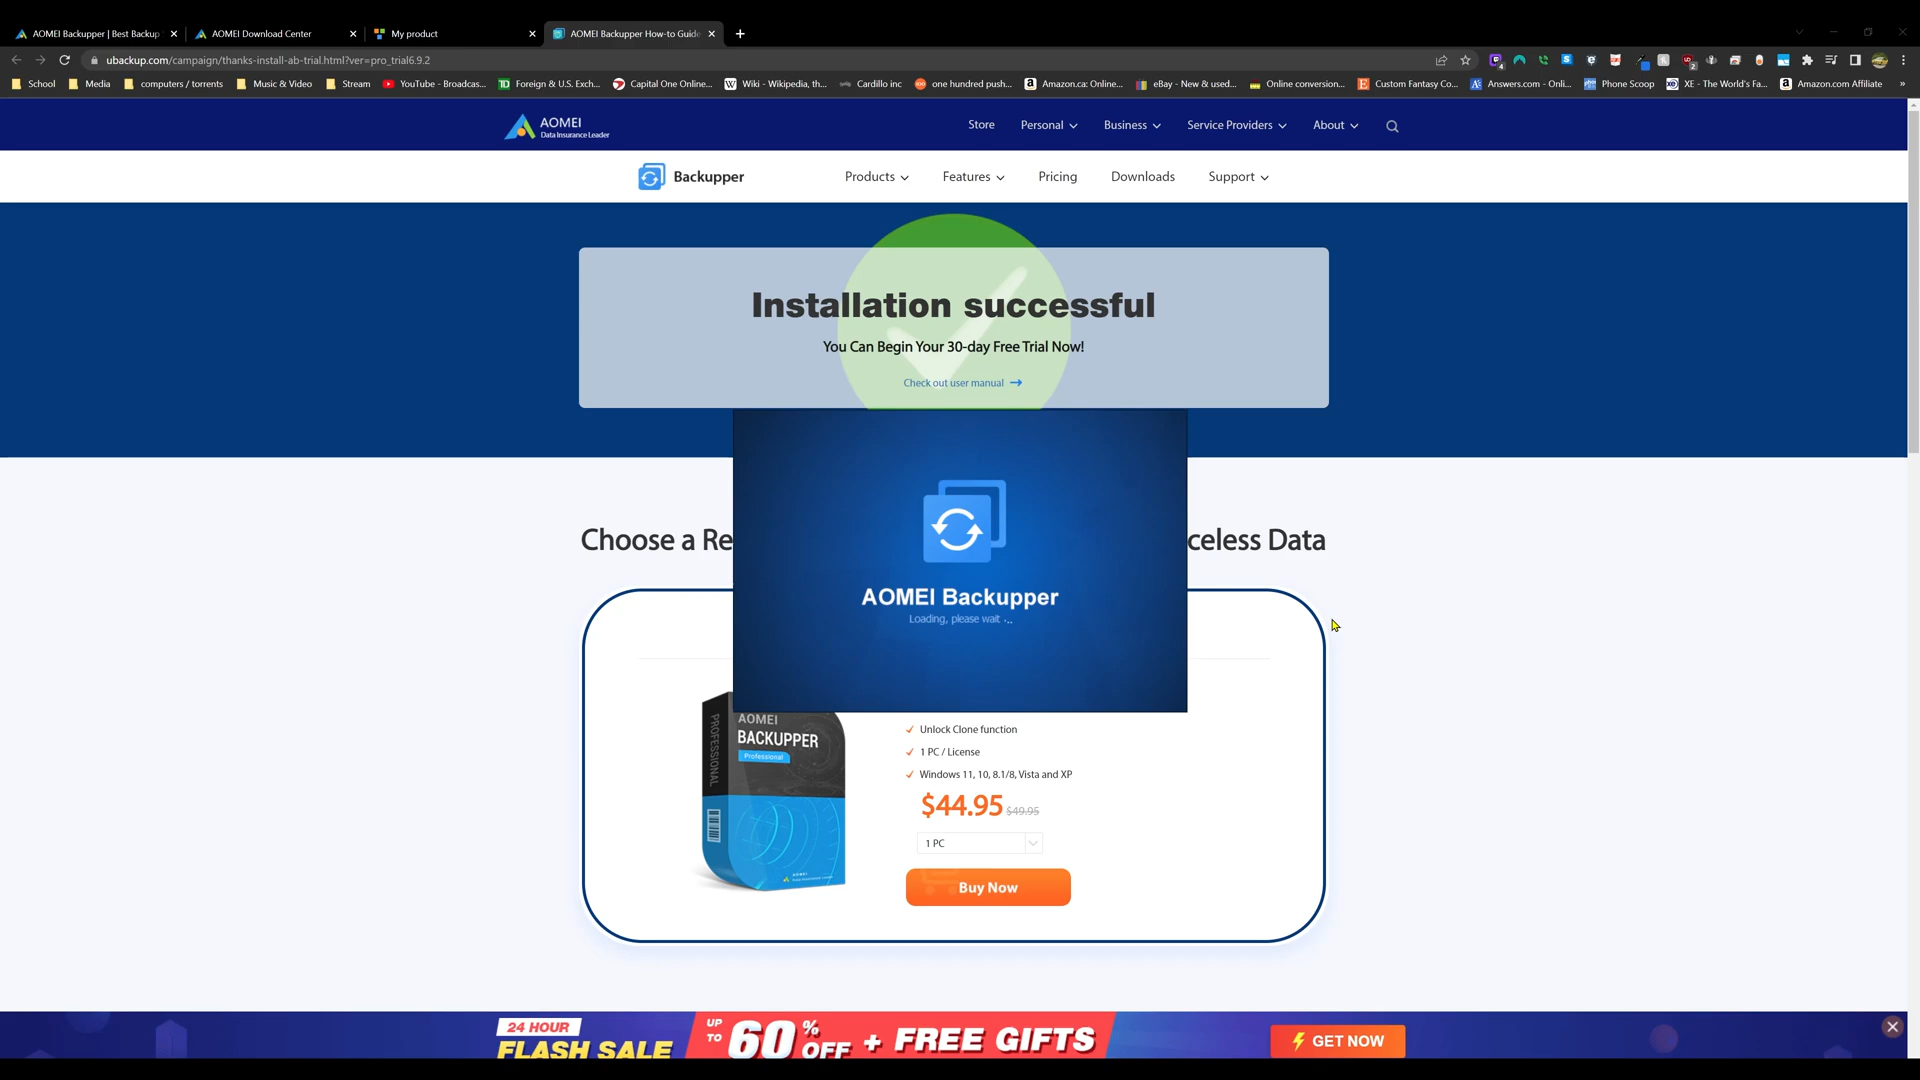 AOMEI Backupper | Best Backup
AOMEI Download Center
My product
AOMEI Backupper How-to Guide
ubackup.com/campaign/thanks-install-ab-trial.html?ver=pro_trial6.9.2
School
Media
computers / torrents
Music & Video
Stream
YouTube - Broadcas...
Foreign & U.S. Exch...
Capital One Online...
Wiki - Wikipedia, th...
Cardillo inc
one hundred push...
Amazon.ca: Online...
eBay - New & used...
Online conversion...
Custom Fantasy Co...
Answers.com - Onli...
Phone Scoop
XE - The World's Fa...
Amazon.com Affiliate
AOMEI
Data Insurance Leader
Store
Personal
Business
Service Providers
About
Backupper
Products
Features
Pricing
Downloads
Support
Installation successful
You Can Begin Your 30-day Free Trial Now!
Check out user manual
Choose a Re
celess Data
AOMEI Backupper
Loading, please wait ...
PROFESSIONAL
AOMEI
BACKUPPER
Professional
Unlock Clone function
1 PC / License
Windows 11, 10, 8.1/8, Vista and XP
$44.95 $49.95
1 PC
Buy Now
24 HOUR
FLASH SALE
UP TO 60% OFF + FREE GIFTS
GET NOW